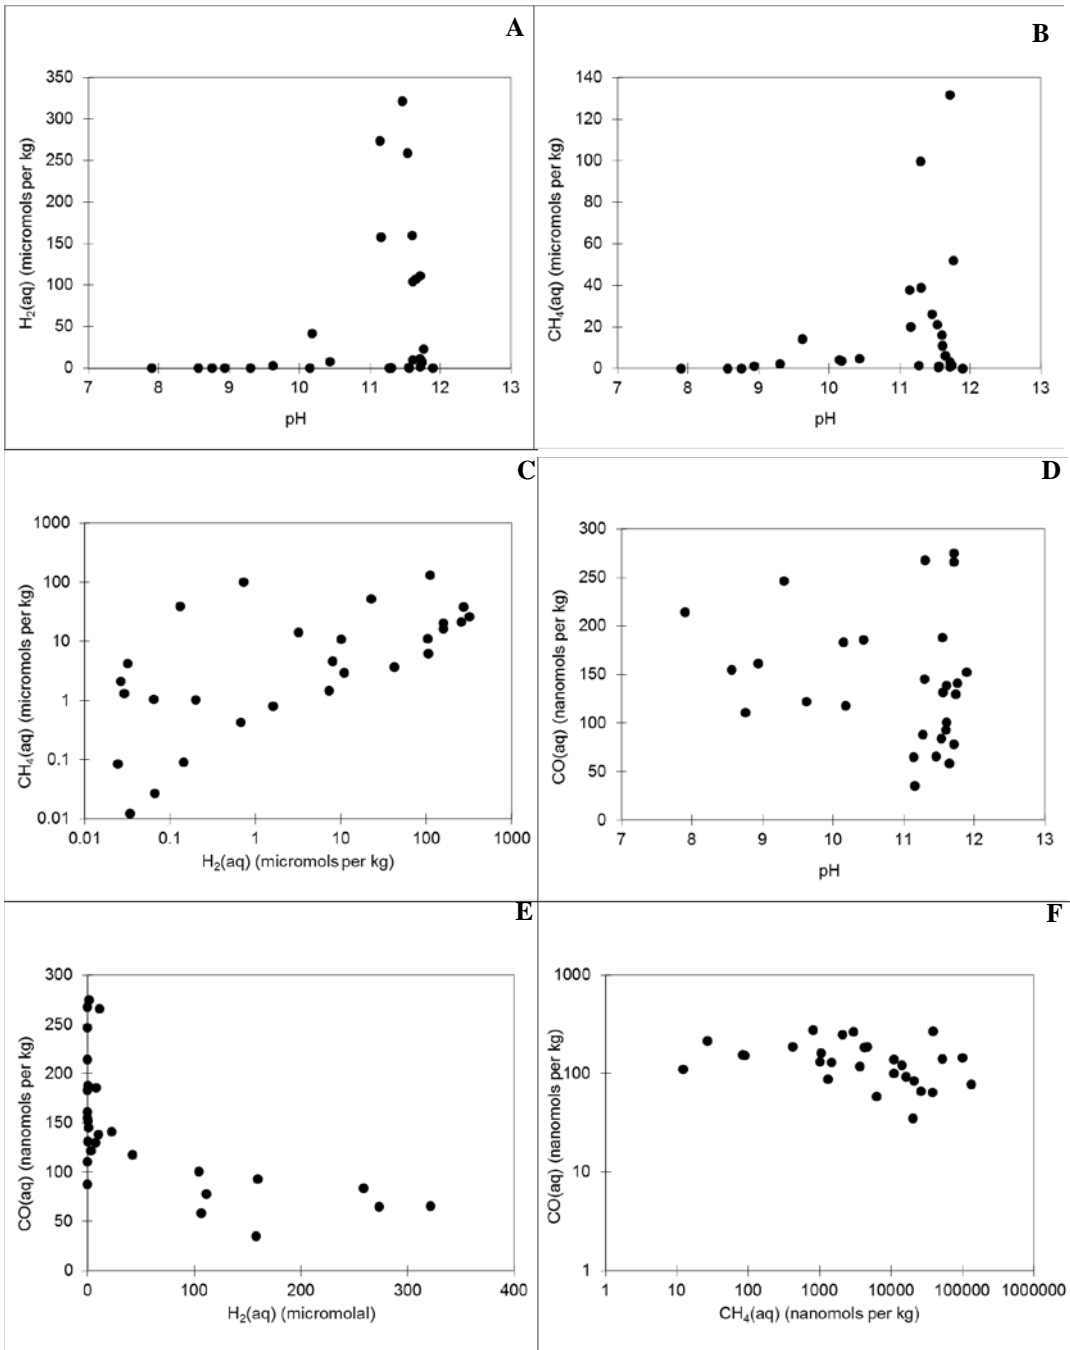 A
350
300
250
200
150
100
50
0
7 8 9 10 11 12 13
H₂(aq) (micromols per kg)
pH
B
140
120
100
80
60
40
20
0
7 8 9 10 11 12 13
CH₄(aq) (micromols per kg)
pH
C
1000
100
10
1
0.1
0.01
0.01 0.1 1 10 100 1000
CH₄(aq) (micromols per kg)
H₂(aq) (micromols per kg)
D
300
250
200
150
100
50
0
7 8 9 10 11 12 13
CO(aq) (nanomols per kg)
pH
E
300
250
200
150
100
50
0
0 100 200 300 400
CO(aq) (nanomols per kg)
H₂(aq) (micromolal)
F
1000
100
10
1
1 10 100 1000 10000 100000 1000000
CO(aq) (nanomols per kg)
CH₄(aq) (nanomols per kg)